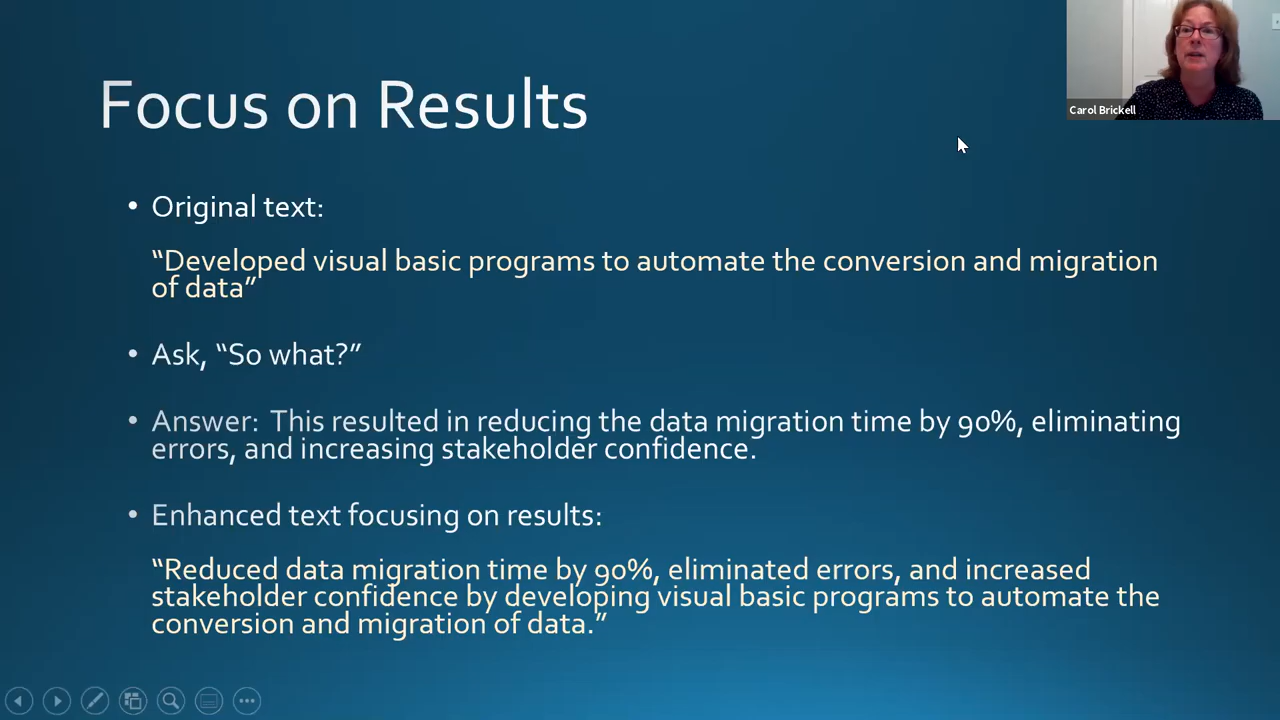 Focus on Results
Carol Brickell
• Original text:
“Developed visual basic programs to automate the conversion and migration
of data”
• Ask, “So what?”
• Answer:  This resulted in reducing the data migration time by 90%, eliminating
errors, and increasing stakeholder confidence.
• Enhanced text focusing on results:
“Reduced data migration time by 90%, eliminated errors, and increased
stakeholder confidence by developing visual basic programs to automate the
conversion and migration of data.”